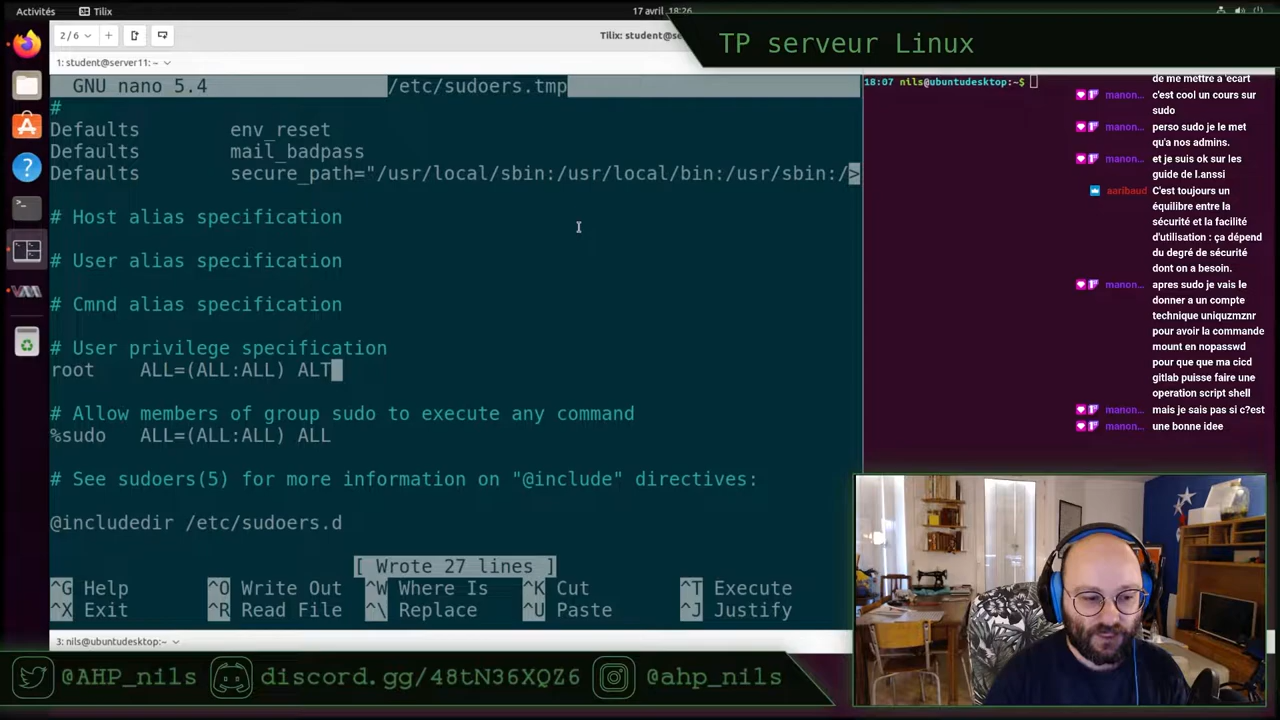 Activités
Tilix
17 avril 18:26
2/6
Tilix: student@se
TP serveur Linux
1: student@server11: ~
GNU nano 5.4
/etc/sudoers.tmp
#
Defaults env_reset
Defaults mail_badpass
Defaults secure_path="/usr/local/sbin:/usr/local/bin:/usr/sbin:/>
# Host alias specification
# User alias specification
# Cmnd alias specification
# User privilege specification
root ALL=(ALL:ALL) ALT
# Allow members of group sudo to execute any command
%sudo ALL=(ALL:ALL) ALL
# See sudoers(5) for more information on "@include" directives:
@includedir /etc/sudoers.d
[ Wrote 27 lines ]
^G Help ^O Write Out ^W Where Is ^K Cut ^T Execute
^X Exit ^R Read File ^\ Replace ^U Paste ^J Justify
3: nils@ubuntudesktop: ~
18:07 nils@ubuntudesktop:~$
de me mettre a 'ecart
manon... c'est cool un cours sur
sudo
manon... perso sudo je le met
qu'a nos admins.
manon... et je suis ok sur les
guide de l.anssi
aaribaud C'est toujours un
équilibre entre la
sécurité et la facilité
d'utilisation : ça dépend
du degré de sécurité
dont on a besoin.
manon... apres sudo je vais le
donner a un compte
technique uniquzmznr
pour avoir la commande
mount en nopasswd
pour que que ma cicd
gitlab puisse faire une
operation script shell
manon... mais je sais pas si c?est
manon... une bonne idee
@AHP_nils
discord.gg/48tN36XQZ6
@ahp_nils